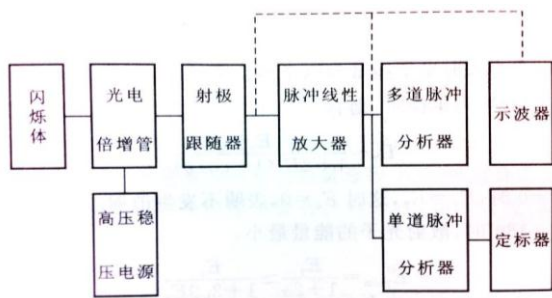 闪
烁
体
光电
倍增管
射极
跟随器
脉冲线性
放大器
多道脉冲
分析器
示波器
高压稳
压电源
单道脉冲
分析器
定标器